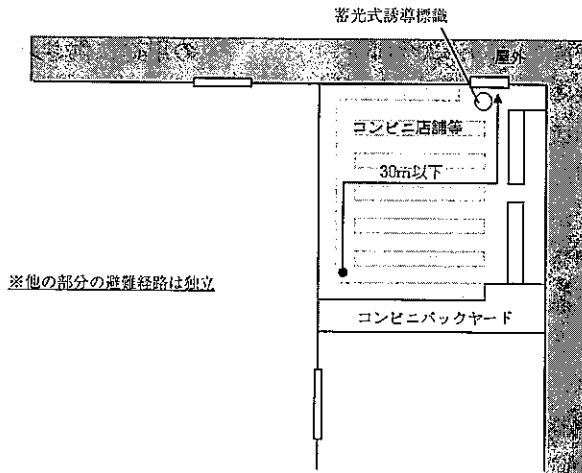 蓄光式誘導標識
屋外
コンビニ店舗等
30m以下
※他の部分の避難経路は独立
コンビニバックヤード